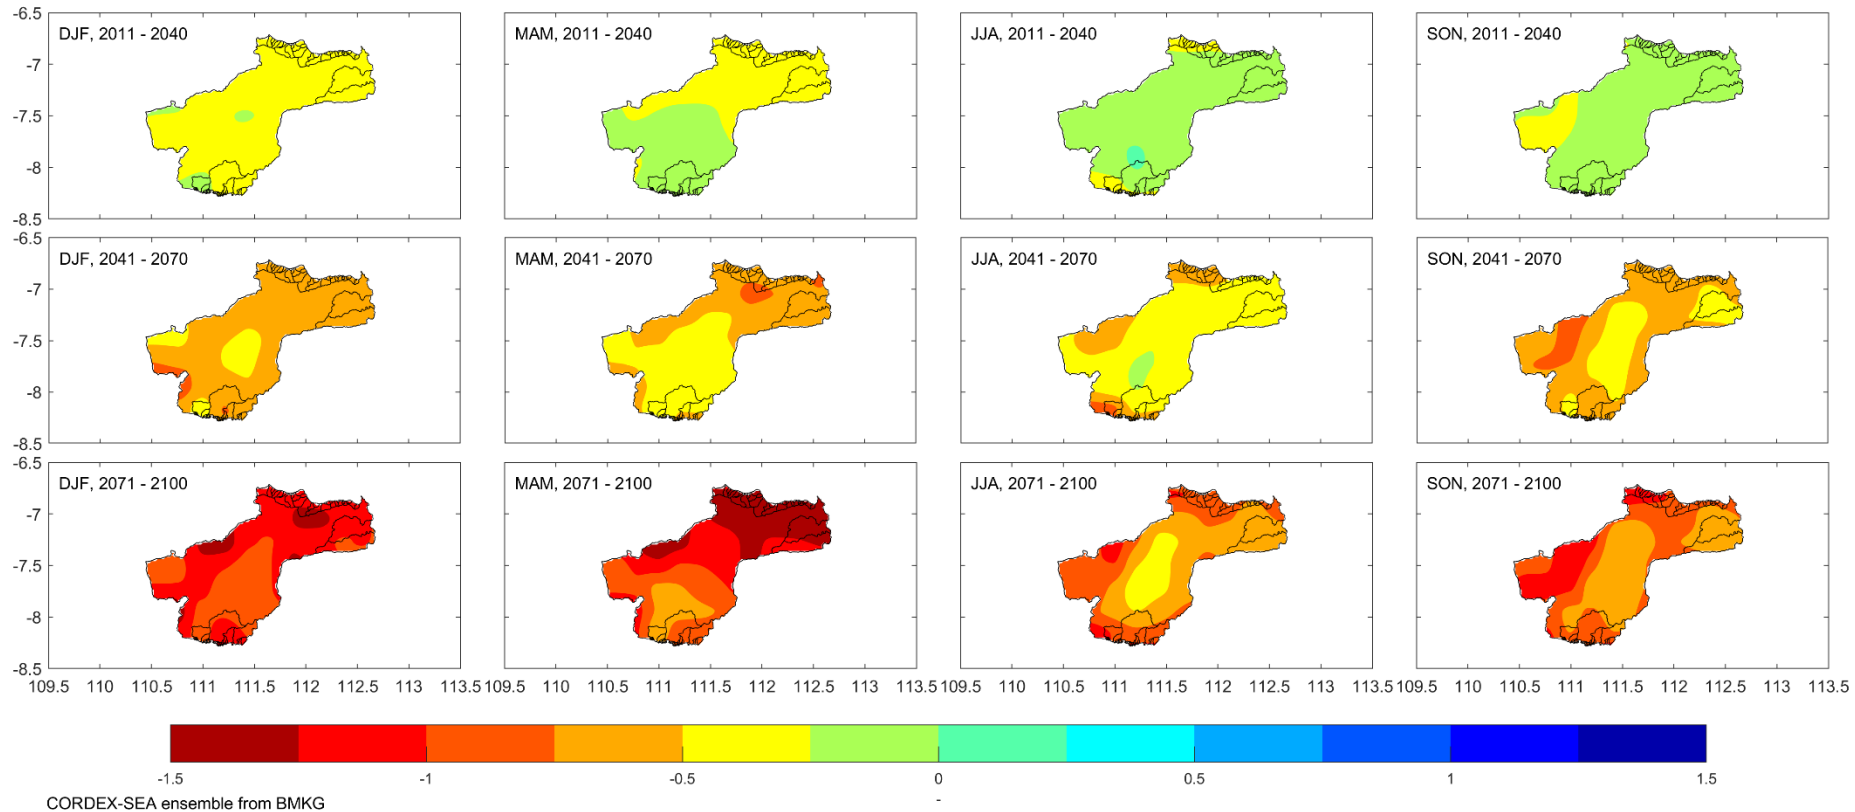 -6.5
DJF, 2011 - 2040
MAM, 2011 - 2040
JJA, 2011 - 2040
SON, 2011 - 2040
-7
-7.5
-8
-8.5
-6.5
DJF, 2041 - 2070
MAM, 2041 - 2070
JJA, 2041 - 2070
SON, 2041 - 2070
-7
-7.5
-8
-8.5
-6.5
DJF, 2071 - 2100
MAM, 2071 - 2100
JJA, 2071 - 2100
SON, 2071 - 2100
-7
-7.5
-8
-8.5
109.5 110 110.5 111 111.5 112 112.5 113 113.5
109.5 110 110.5 111 111.5 112 112.5 113 113.5
109.5 110 110.5 111 111.5 112 112.5 113 113.5
109.5 110 110.5 111 111.5 112 112.5 113 113.5
-1.5 -1 -0.5 0 0.5 1 1.5
-
CORDEX-SEA ensemble from BMKG